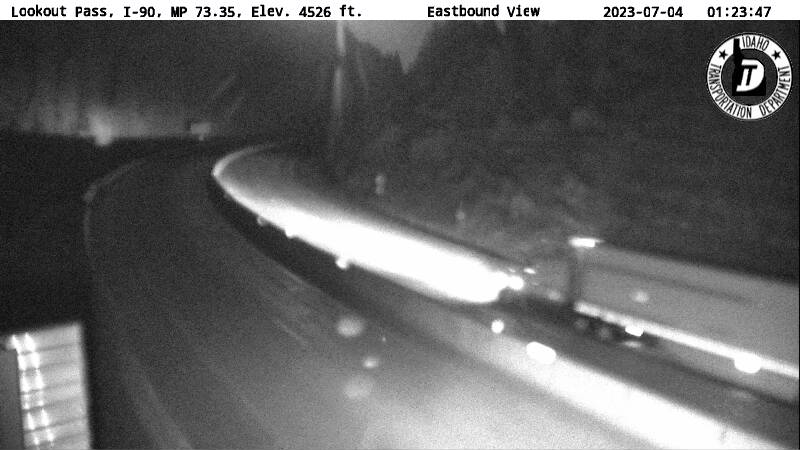 Lookout Pass, I-90, MP 73.35, Elev. 4526 ft. Eastbound View 2023-07-04 01:23:47
IDAHO
TRANSPORTATION DEPARTMENT